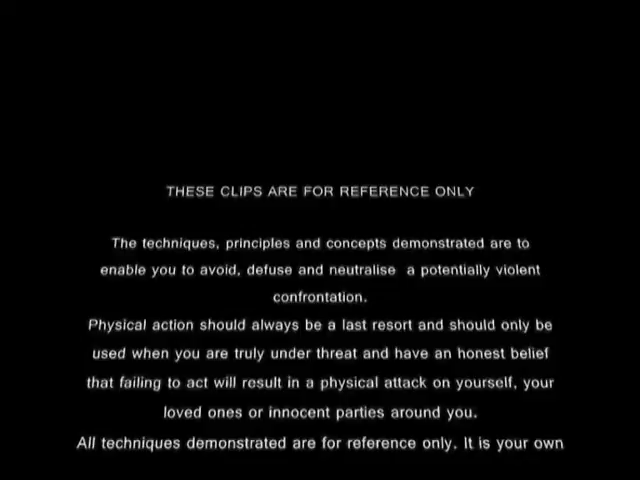 THESE CLIPS ARE FOR REFERENCE ONLY
The techniques, principles and concepts demonstrated are to
enable you to avoid, defuse and neutralise a potentially violent
confrontation.
Physical action should always be a last resort and should only be
used when you are truly under threat and have an honest belief
that failing to act will result in a physical attack on yourself, your
loved ones or innocent parties around you.
All techniques demonstrated are for reference only. It is your own